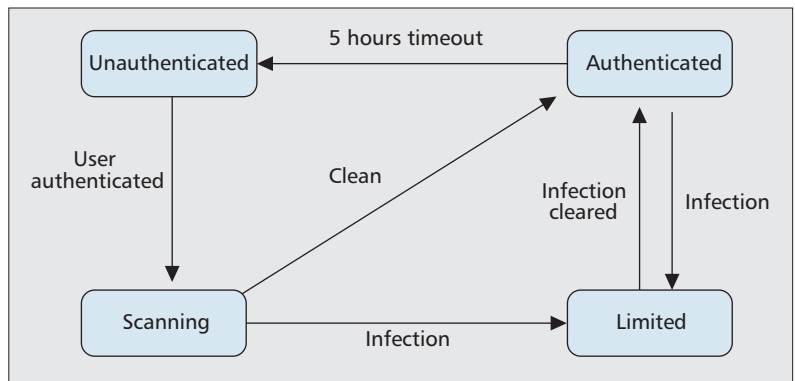 5 hours timeout
Unauthenticated
Authenticated
User
authenticated
Clean
Infection
cleared
Infection
Scanning
Infection
Limited